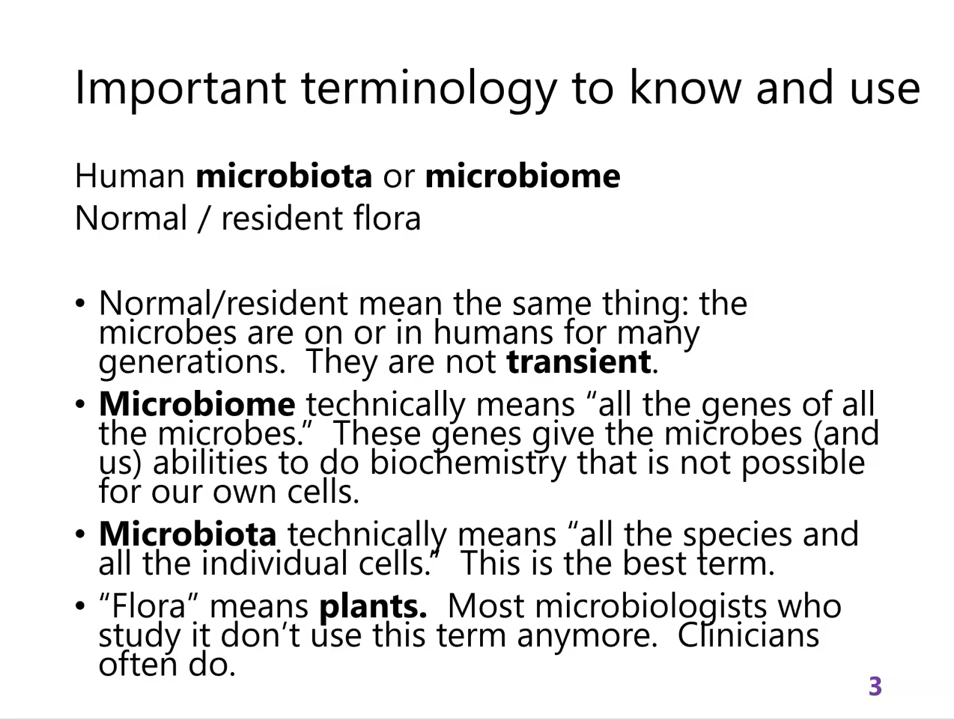 Important terminology to know and use
Human microbiota or microbiome
Normal / resident flora
• Normal/resident mean the same thing: the
microbes are on or in humans for many
generations.  They are not transient.
• Microbiome technically means “all the genes of all
the microbes.”  These genes give the microbes (and
us) abilities to do biochemistry that is not possible
for our own cells.
• Microbiota technically means “all the species and
all the individual cells.”  This is the best term.
• “Flora” means plants.  Most microbiologists who
study it don’t use this term anymore.  Clinicians
often do.
3